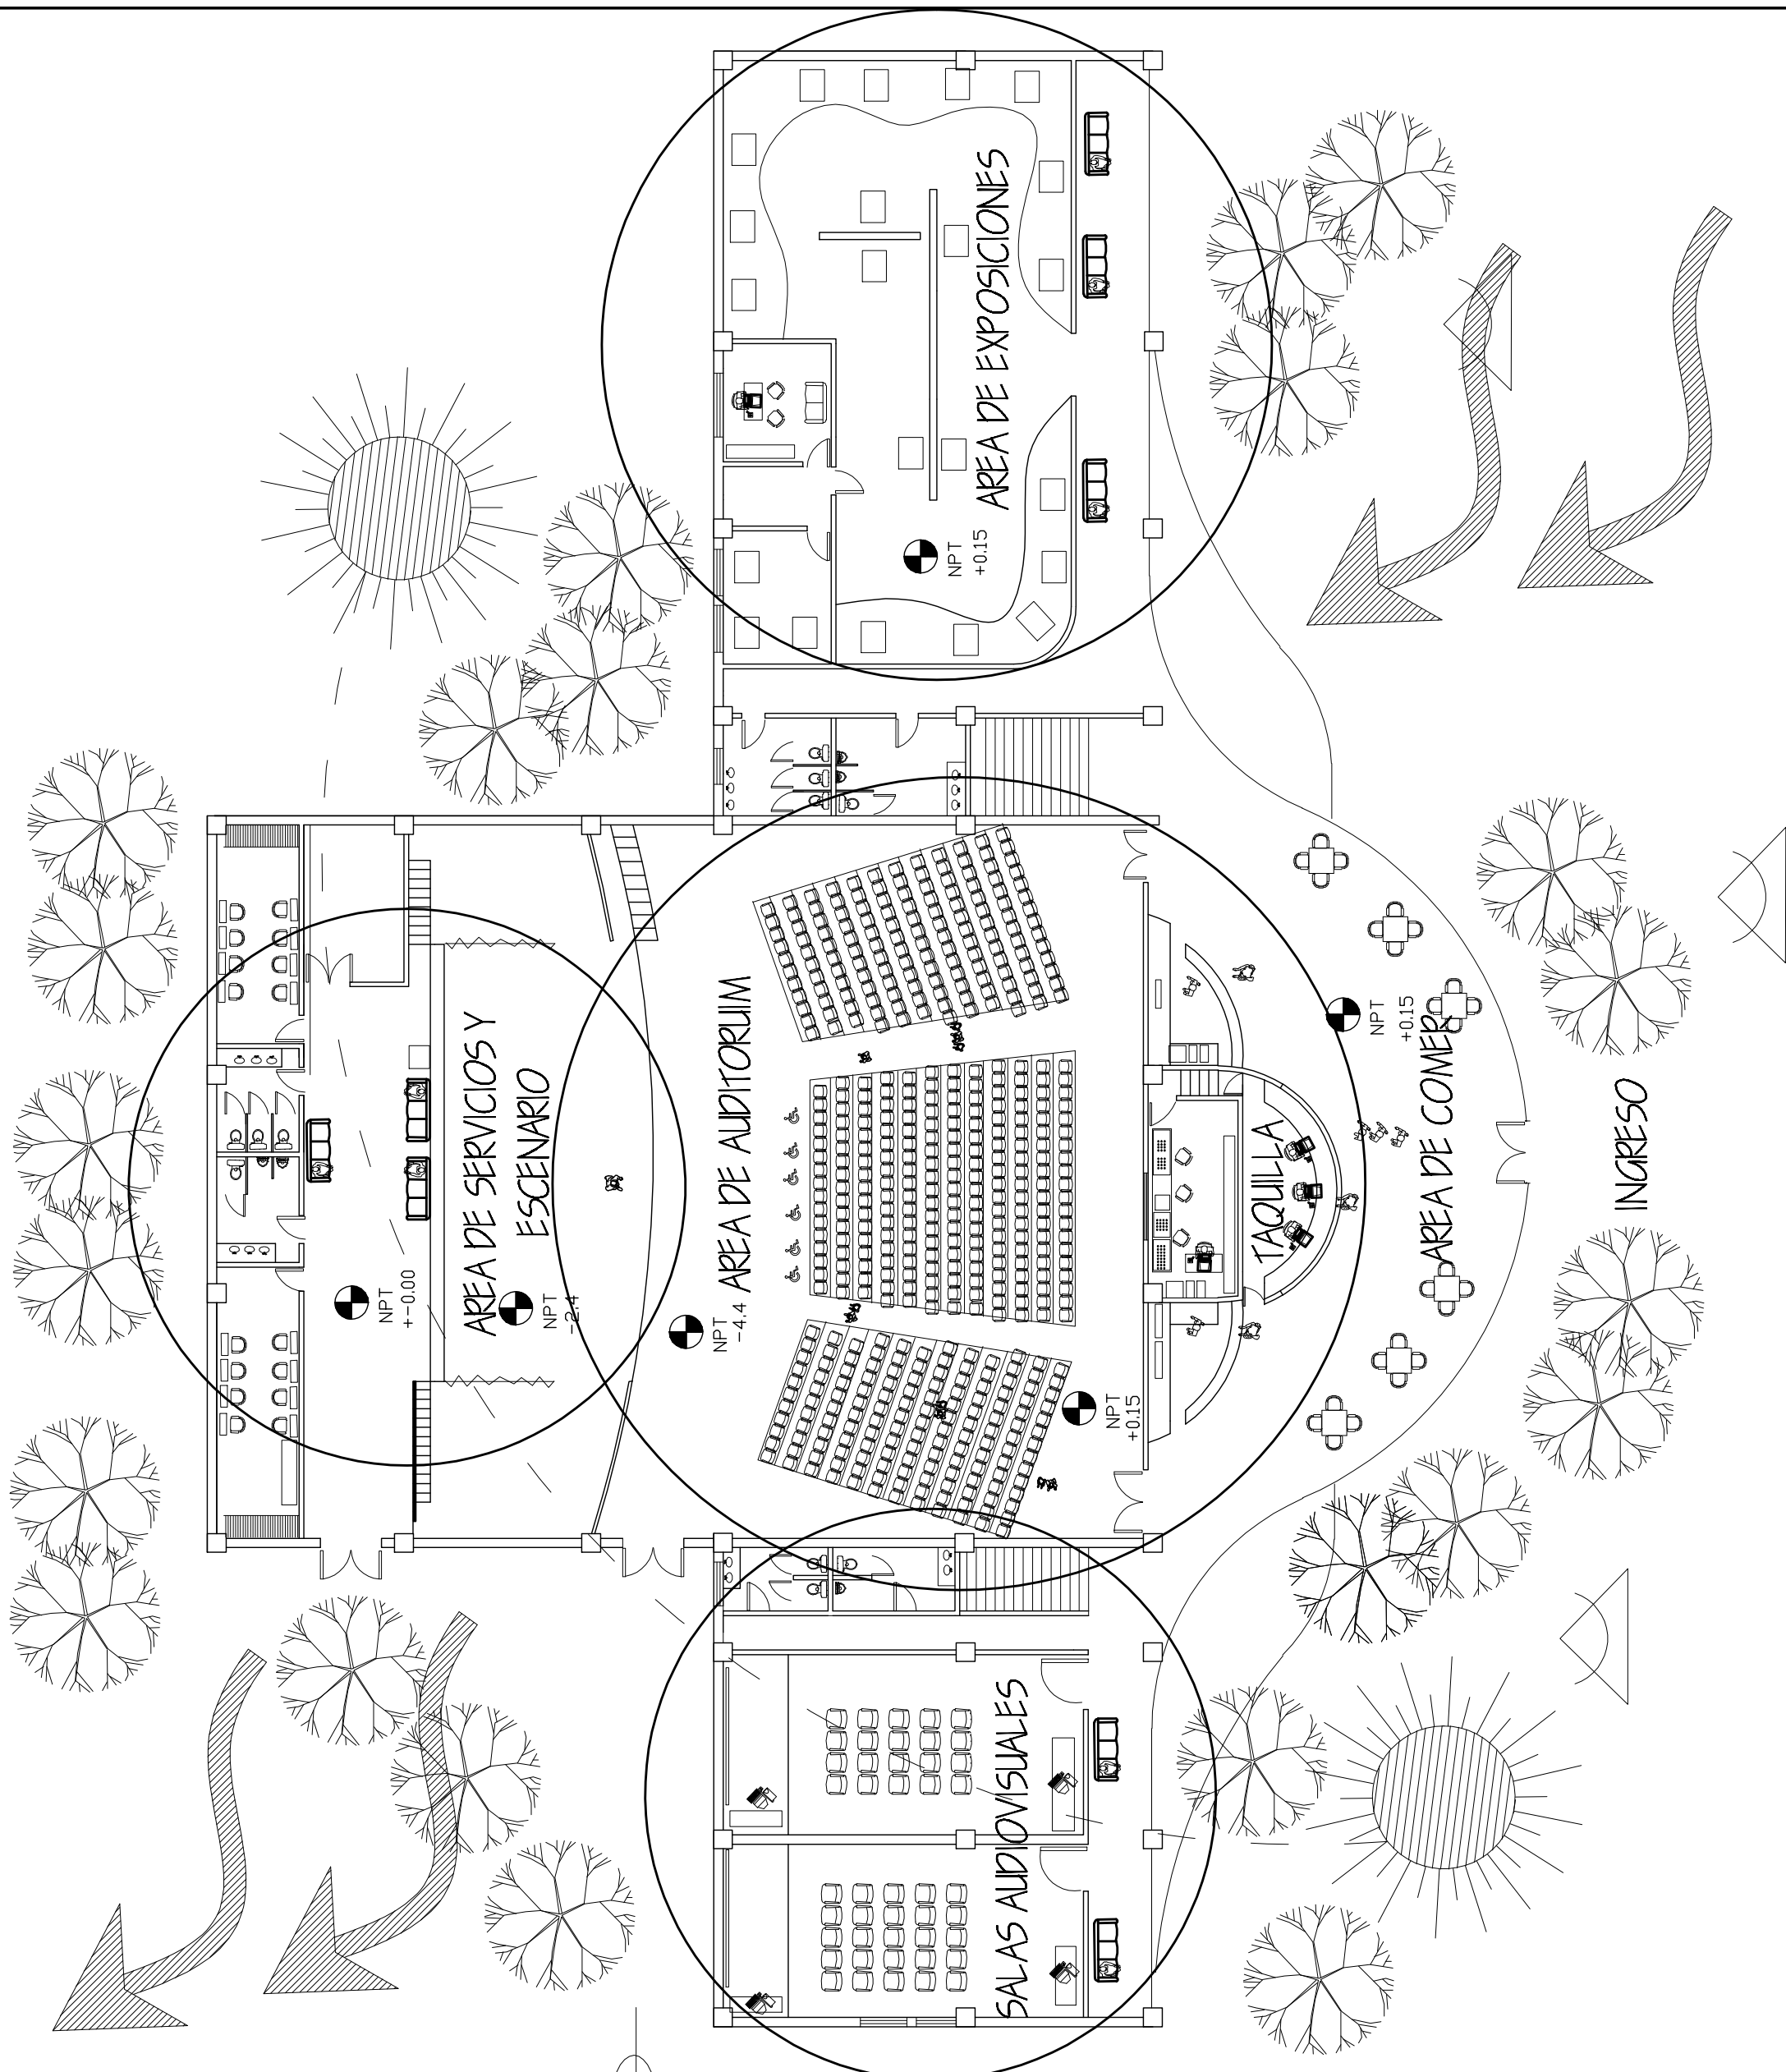 AREA DE EXPOSICIONES
NPT
+0.15
AREA DE SERVICIOS Y
ESCENARIO
NPT
+-0.00
NPT
-2.4
AREA DE AUDITORUIM
NPT
-4.4
NPT
+0.15
TAQUILLA
NPT
+0.15
AREA DE COMER
INGRESO
SALAS AUDIOVISUALES